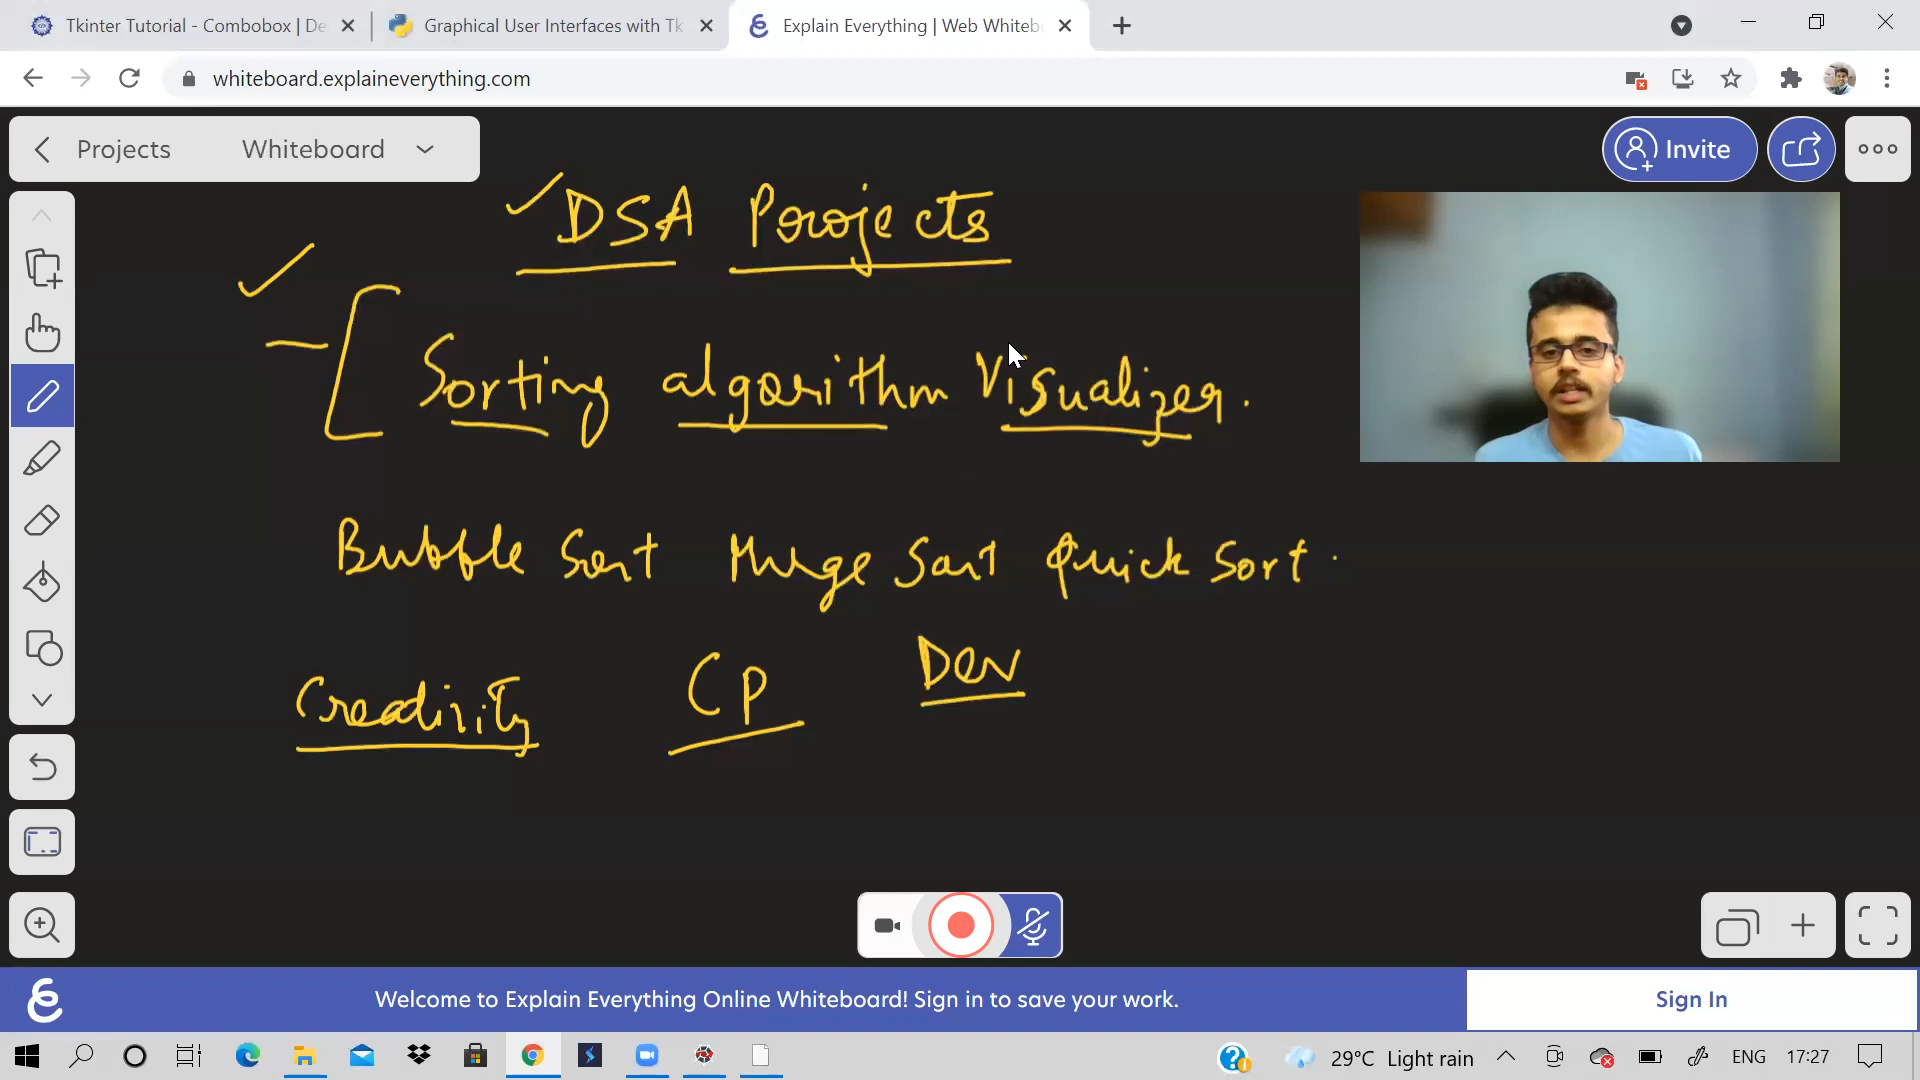 Tkinter Tutorial - Combobox | De
Graphical User Interfaces with Tk
Explain Everything | Web Whitebo
whiteboard.explaineverything.com
Projects Whiteboard
Invite
DSA Projects
Sorting algorithm Visualizer.
Bubble Sort Merge Sort Quick Sort.
Creativity CP Dev
Welcome to Explain Everything Online Whiteboard! Sign in to save your work.
Sign In
29°C Light rain ENG 17:27